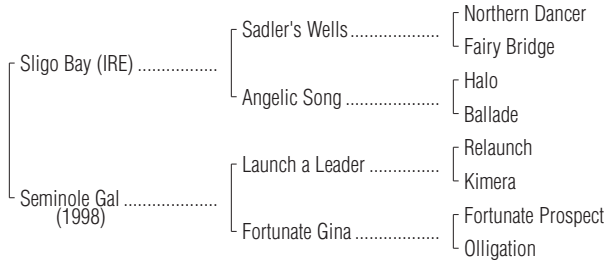 Northern Dancer
Sadler's Wells....................
Fairy Bridge
Sligo Bay (IRE) .................
Halo
Angelic Song .....................
Ballade
Relaunch
Launch a Leader ...............
Kimera
Seminole Gal ....................
(1998)
Fortunate Prospect
Fortunate Gina ..................
Olligation